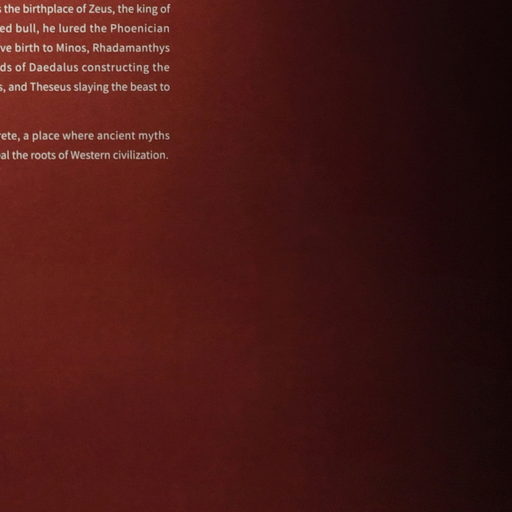 the birthplace of Zeus, the king of
ed bull, he lured the Phoenician
ve birth to Minos, Rhadamanthys
ds of Daedalus constructing the
s, and Theseus slaying the beast to
ete, a place where ancient myths
al the roots of Western civilization.